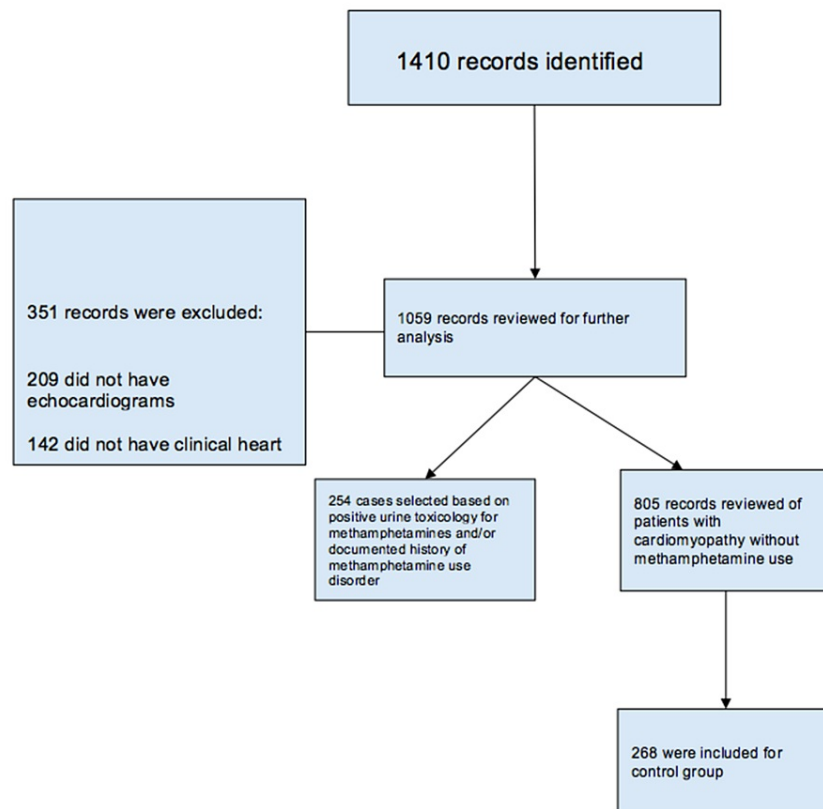 1410 records identified
351 records were excluded:
209 did not have
echocardiograms
142 did not have clinical heart
1059 records reviewed for further
analysis
254 cases selected based on
positive urine toxicology for
methamphetamines and/or
documented history of
methamphetamine use
disorder
805 records reviewed of
patients with
cardiomyopathy without
methamphetamine use
268 were included for
control group